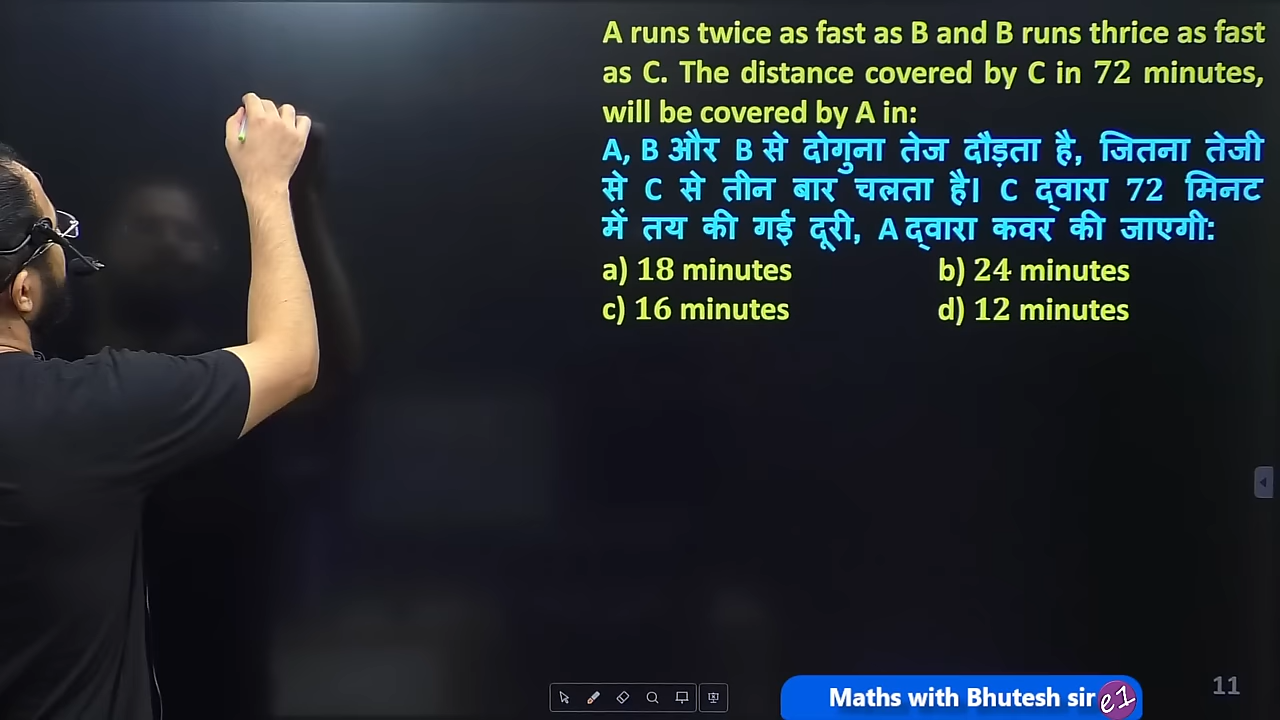 A runs twice as fast as B and B runs thrice as fast
as C. The distance covered by C in 72 minutes,
will be covered by A in:
A, B और B से दोगुना तेज दौड़ता है, जितना तेजी
से C से तीन बार चलता है। C द्वारा 72 मिनट
में तय की गई दूरी, A द्वारा कवर की जाएगी:
a) 18 minutes b) 24 minutes
c) 16 minutes d) 12 minutes
Maths with Bhutesh sir e1
11